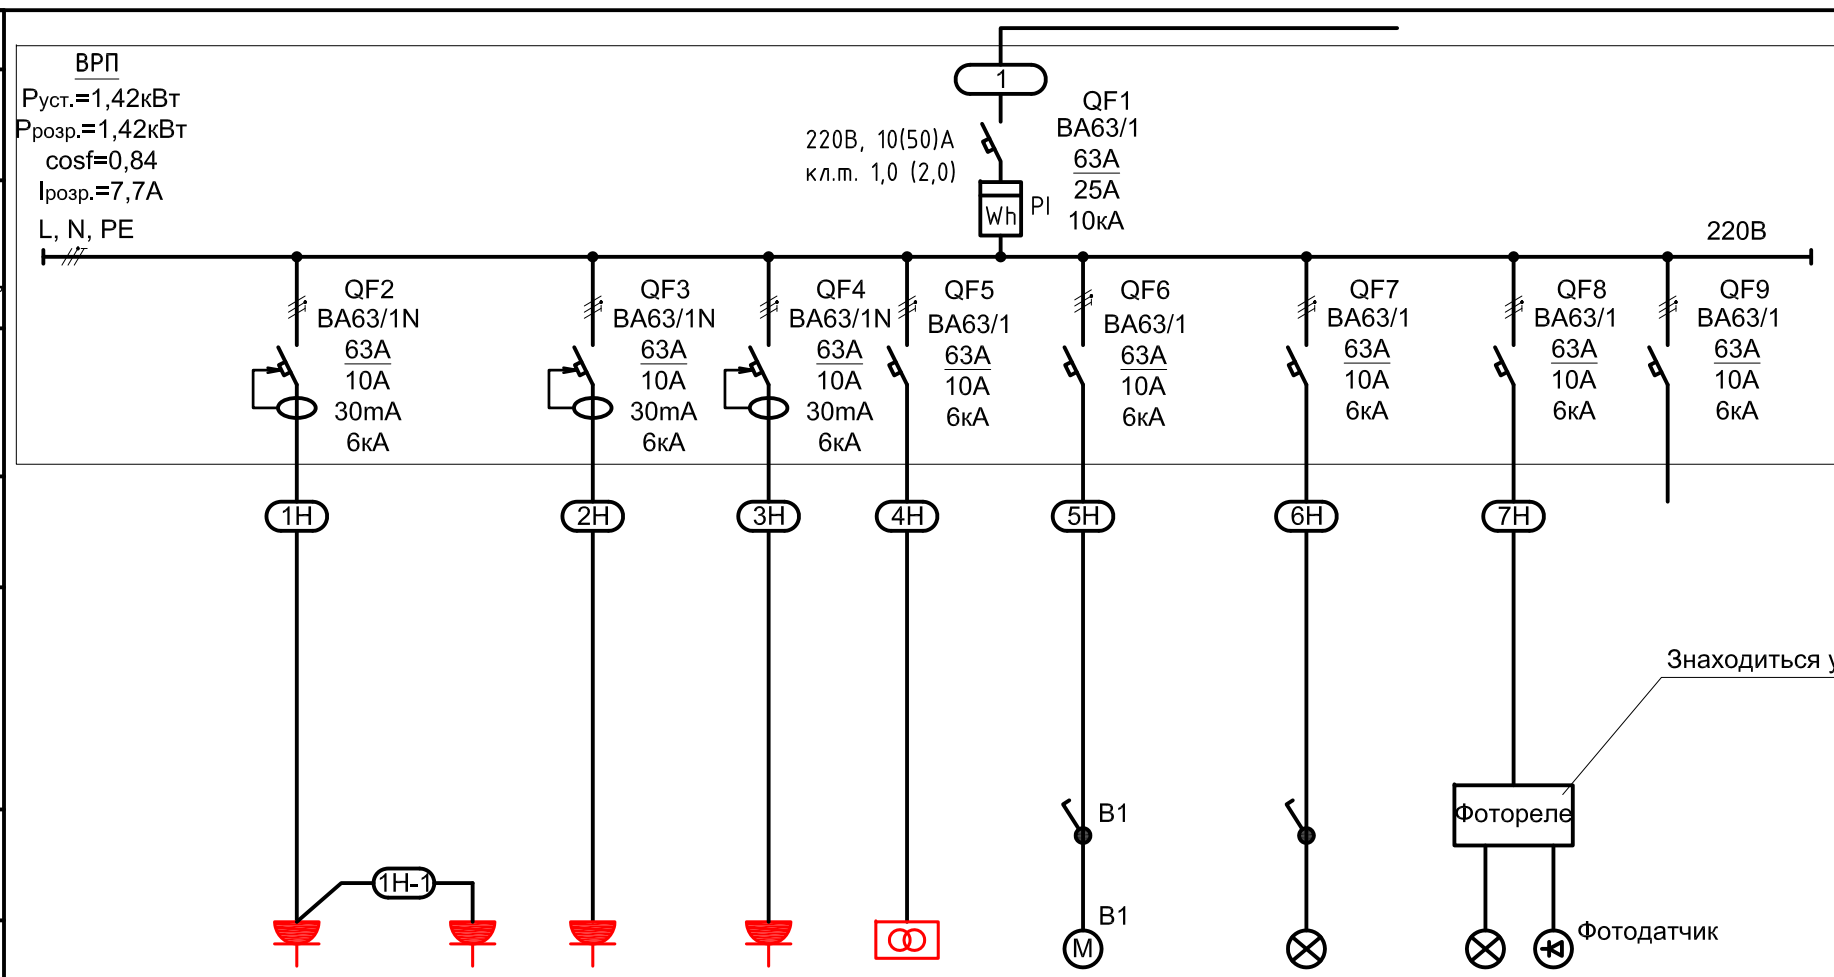 ВРП
Pуст.=1,42кВт
Pрозр.=1,42кВт
cosf=0,84
Iрозр.=7,7А
L, N, PE
1
220В, 10(50)А
кл.т. 1,0 (2,0)
Wh
PI
QF1
ВА63/1
63А
25А
10кА
220В
QF2
ВА63/1N
63А
10А
30mA
6кА
QF3
ВА63/1N
63А
10А
30mA
6кА
QF4
ВА63/1N
63А
10А
30mA
6кА
QF5
ВА63/1
63А
10А
6кА
QF6
ВА63/1
63А
10А
6кА
QF7
ВА63/1
63А
10А
6кА
QF8
ВА63/1
63А
10А
6кА
QF9
ВА63/1
63А
10А
6кА
1Н
2Н
3Н
4Н
5Н
6Н
7Н
Знаходиться у
Фотореле
В1
1Н-1
В1
М
Фотодатчик